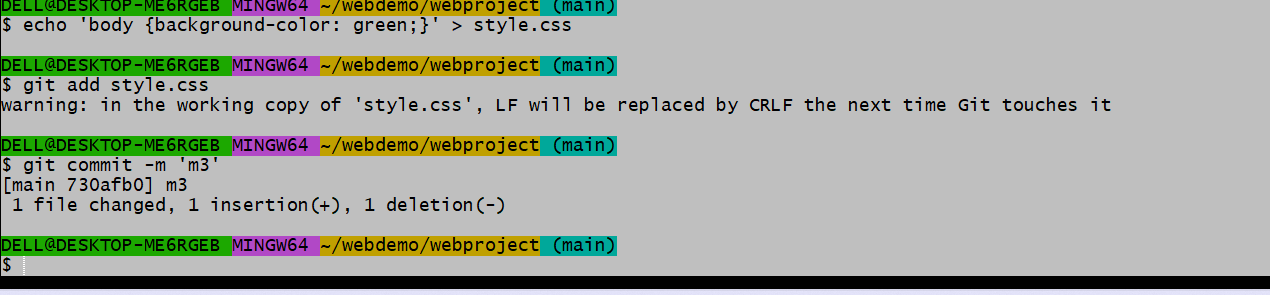 DELL@DESKTOP-ME6RGEB MINGW64 ~/webdemo/webproject (main)
$ echo 'body {background-color: green;}' > style.css
DELL@DESKTOP-ME6RGEB MINGW64 ~/webdemo/webproject (main)
$ git add style.css
warning: in the working copy of 'style.css', LF will be replaced by CRLF the next time Git touches it
DELL@DESKTOP-ME6RGEB MINGW64 ~/webdemo/webproject (main)
$ git commit -m 'm3'
[main 730afb0] m3
 1 file changed, 1 insertion(+), 1 deletion(-)
DELL@DESKTOP-ME6RGEB MINGW64 ~/webdemo/webproject (main)
$